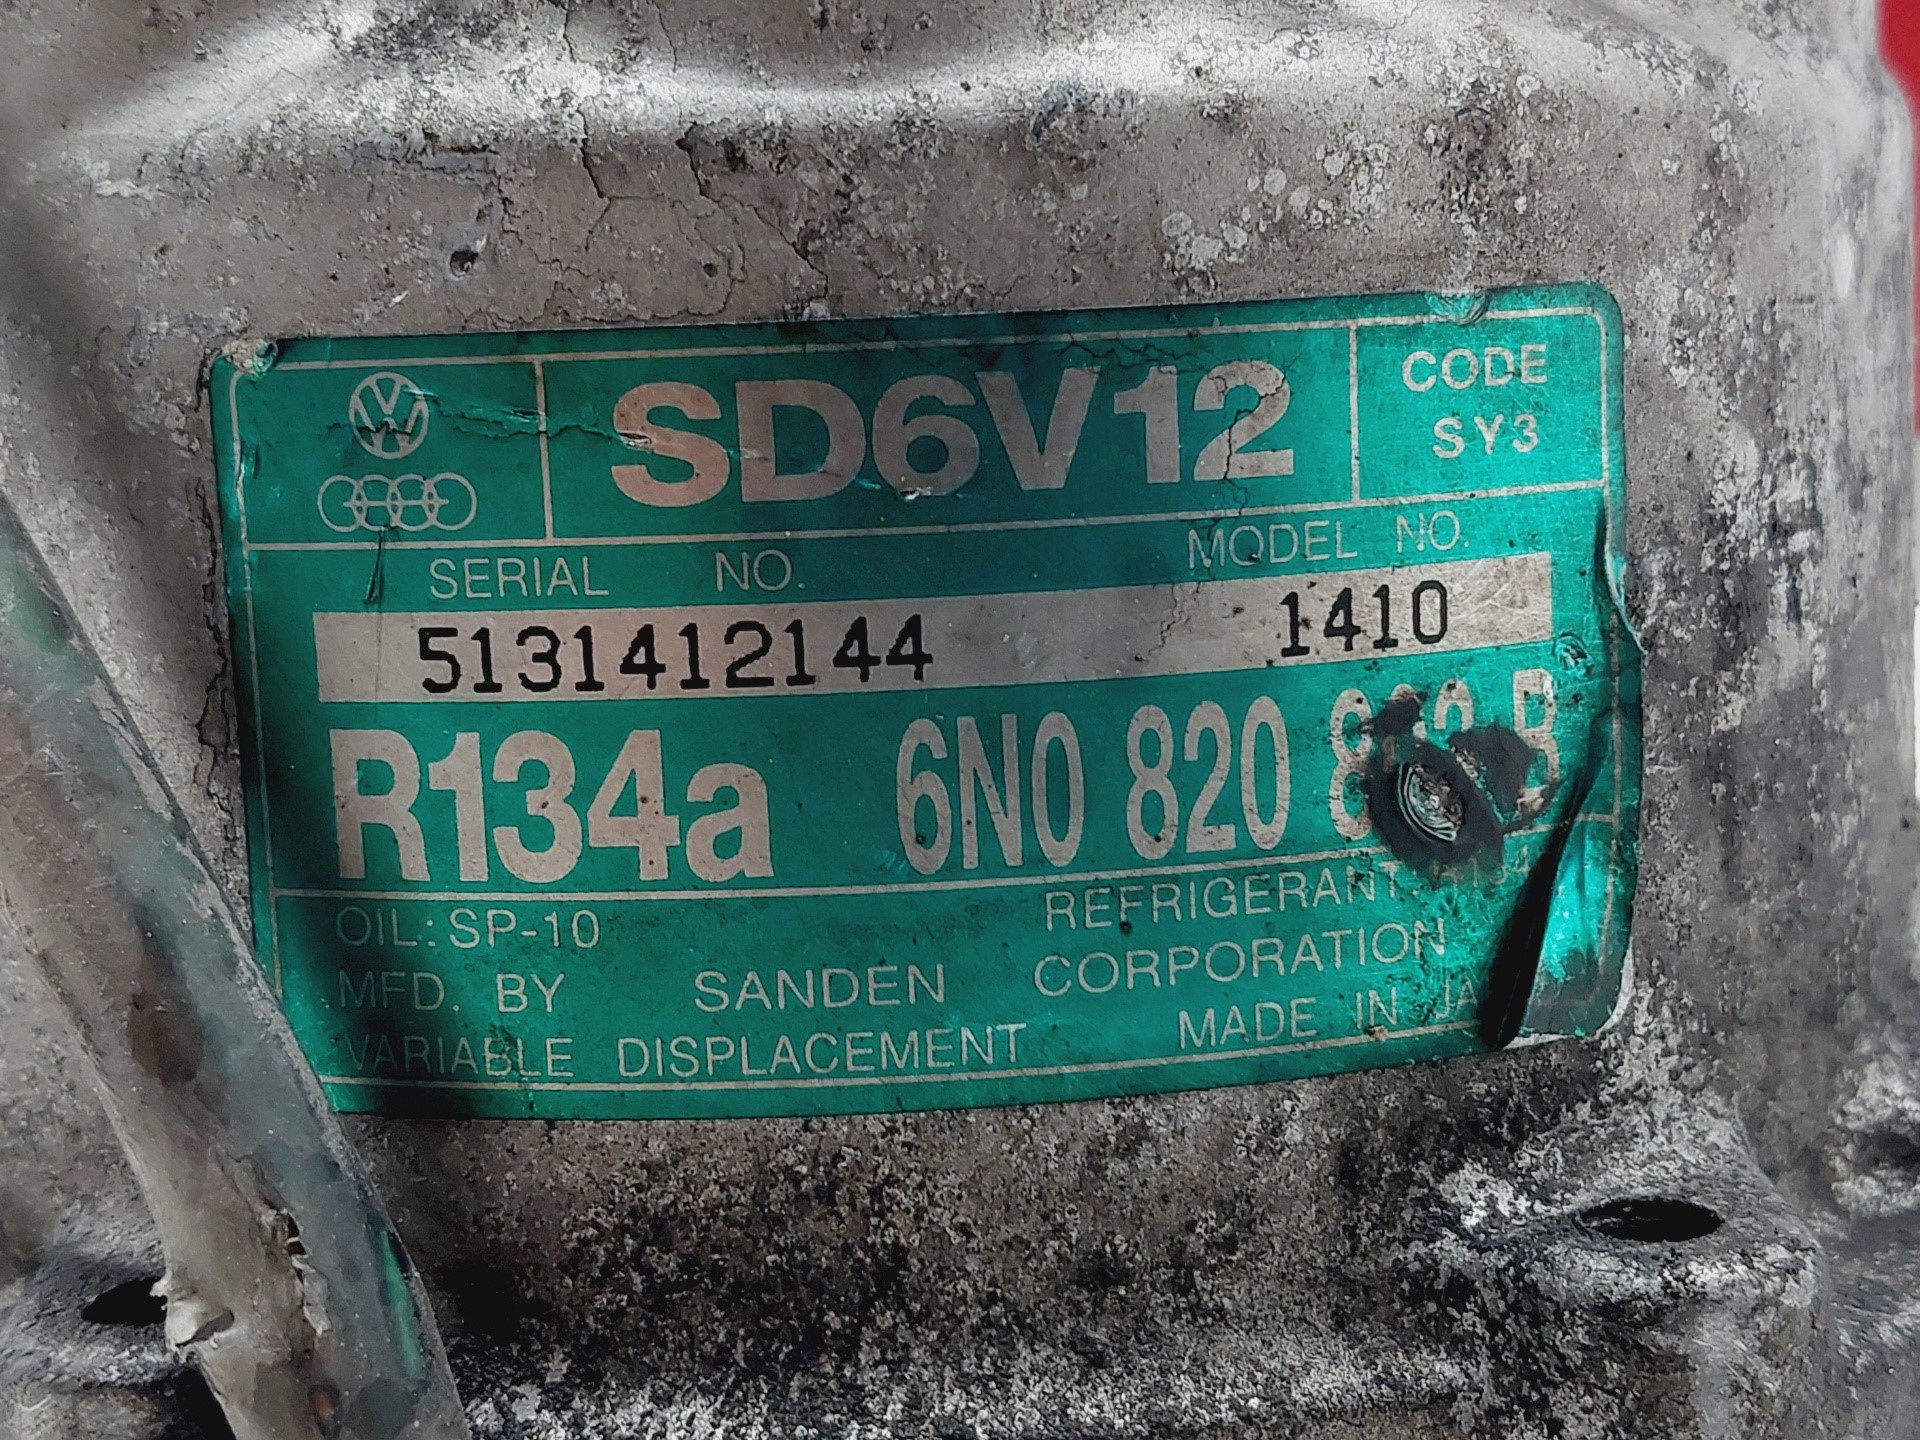 SD6V12
CODE
SY3
SERIAL NO. MODEL NO.
5131412144 1410
R134a 6N0 820 B
OIL: SP-10 REFRIGERANT
MFD. BY SANDEN CORPORATION
VARIABLE DISPLACEMENT MADE IN